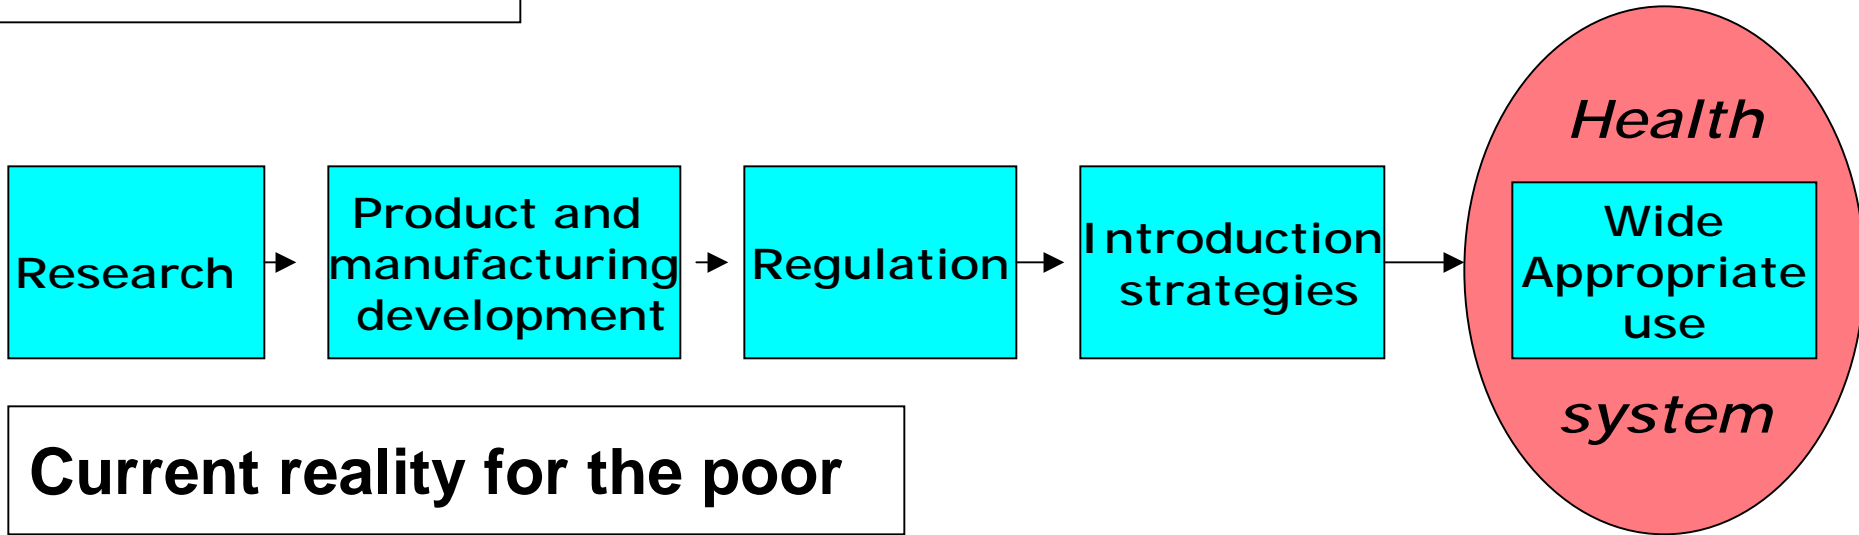 Research
Product and
manufacturing
development
Regulation
Introduction
strategies
Health
Wide
Appropriate
use
system
Current reality for the poor